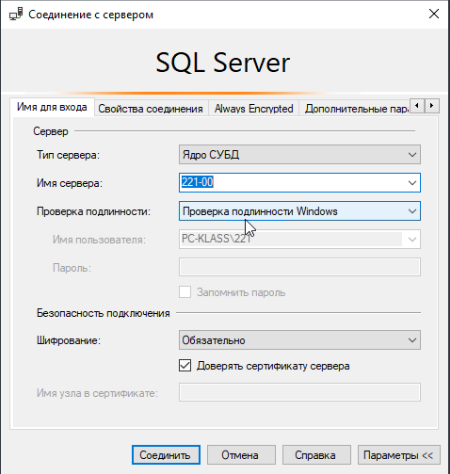 Соединение с сервером
SQL Server
Имя для входа Свойства соединения Always Encrypted Дополнительные пара
Сервер
Тип сервера: Ядро СУБД
Имя сервера: 221-00
Проверка подлинности: Проверка подлинности Windows
Имя пользователя: PC-KLASS\221
Пароль:
Запомнить пароль
Безопасность подключения
Шифрование: Обязательно
Доверять сертификату сервера
Имя узла в сертификате:
Соединить Отмена Справка Параметры <<